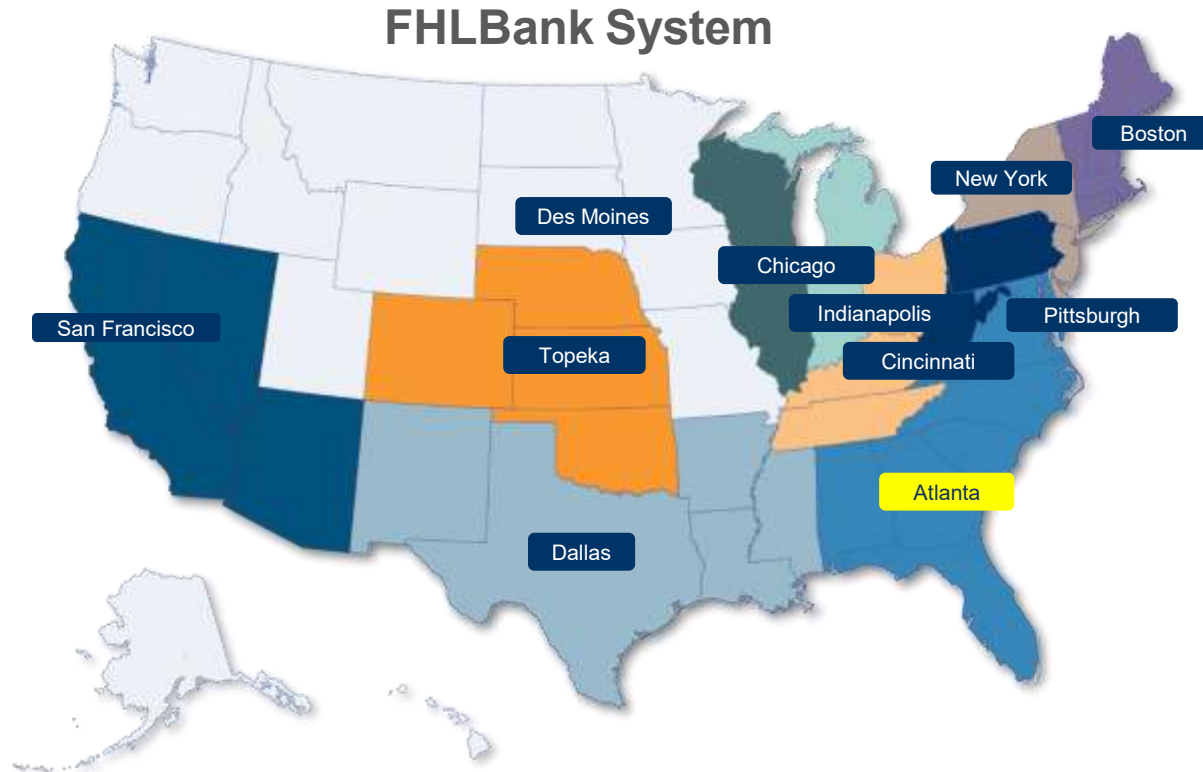 FHLBank System
Boston
New York
Des Moines
Chicago
Indianapolis
Pittsburgh
San Francisco
Topeka
Cincinnati
Atlanta
Dallas